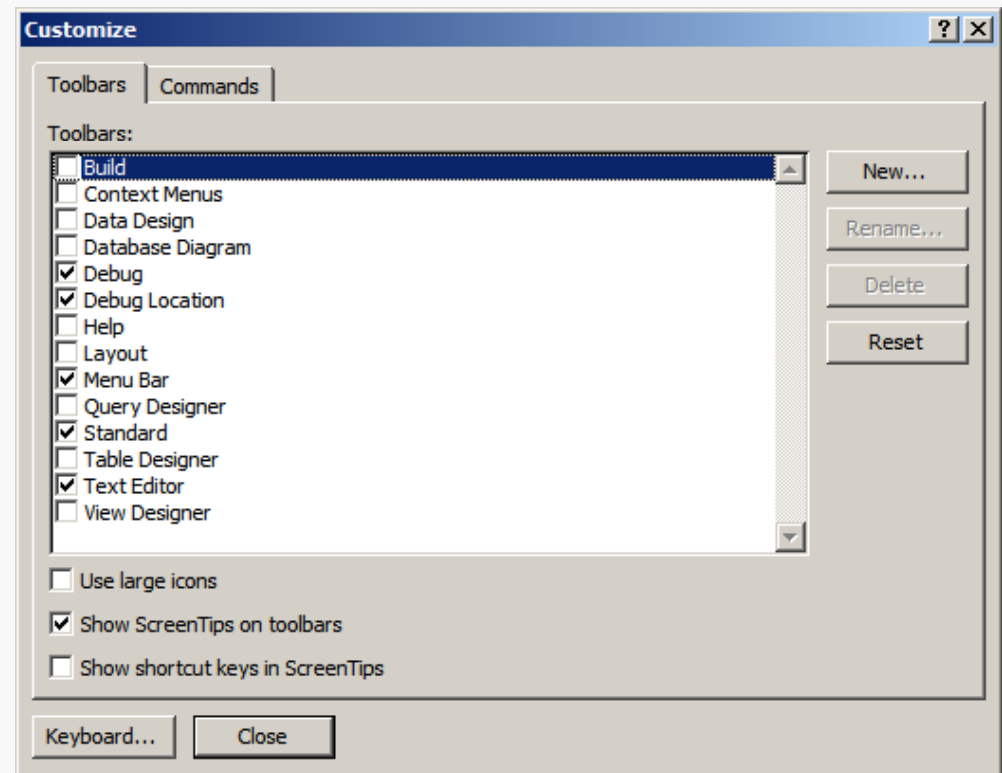 Customize
Toolbars Commands
Toolbars:
Build
Context Menus
Data Design
Database Diagram
Debug
Debug Location
Help
Layout
Menu Bar
Query Designer
Standard
Table Designer
Text Editor
View Designer
New...
Rename...
Delete
Reset
Use large icons
Show ScreenTips on toolbars
Show shortcut keys in ScreenTips
Keyboard... Close